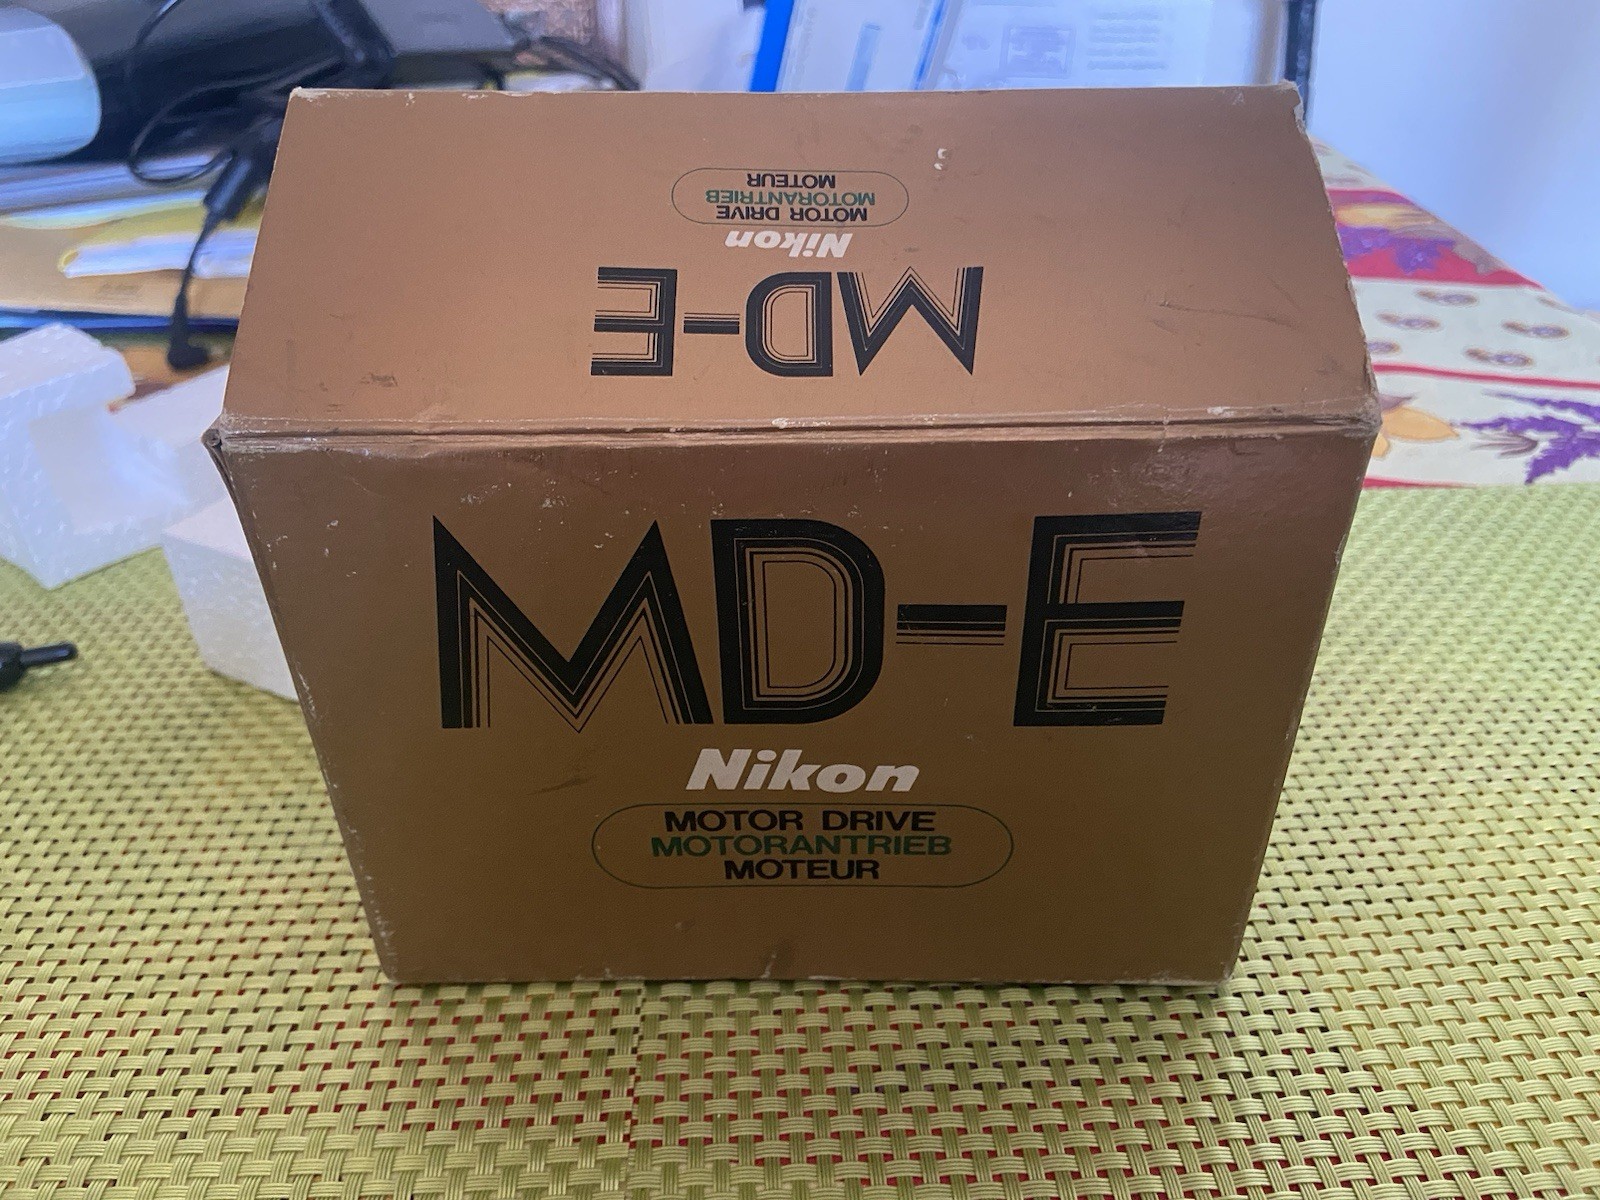 MOTEUR
MOTORANTRIEB
MOTOR DRIVE
Nikon
MD-E
MD-E
Nikon
MOTOR DRIVE
MOTORANTRIEB
MOTEUR